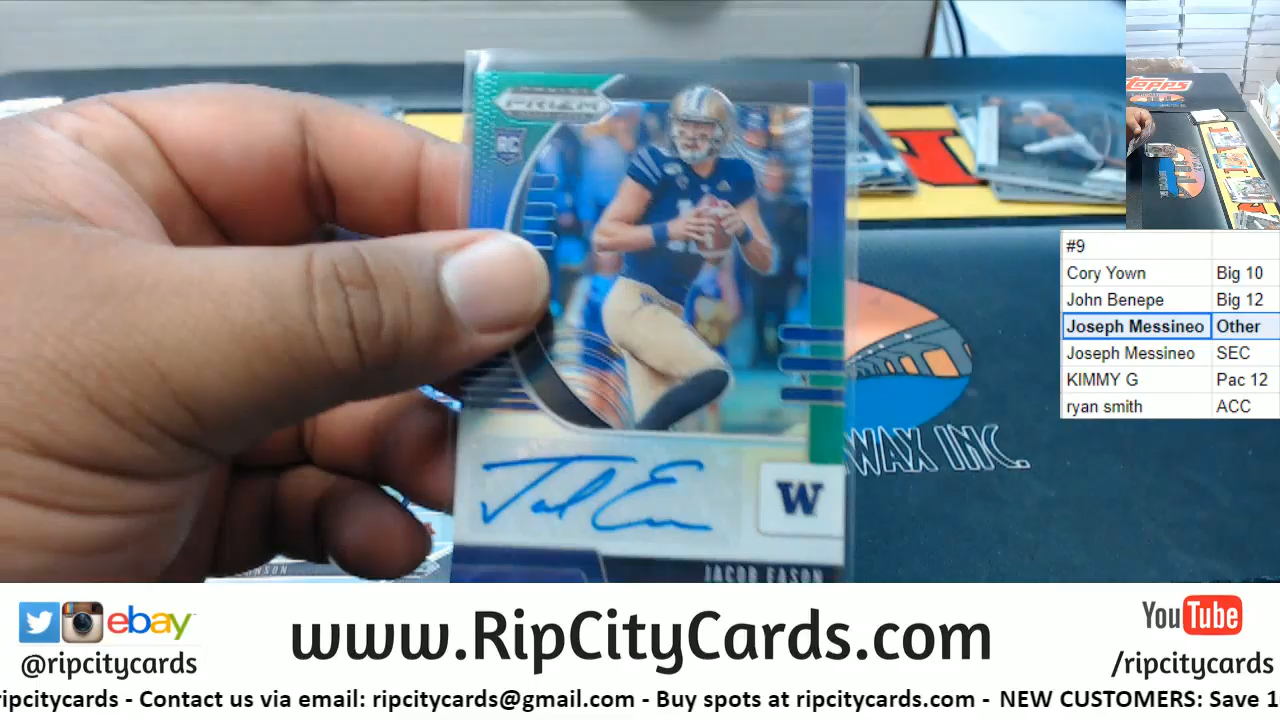 PRIZM
RC
W
JACOB EASON
Topps
WAX INC.
#9
Cory Yown Big 10
John Benepe Big 12
Joseph Messineo Other
Joseph Messineo SEC
KIMMY G Pac 12
ryan smith ACC
ebay
@ripcitycards
www.RipCityCards.com
YouTube
/ripcitycards
ripcitycards - Contact us via email: ripcitycards@gmail.com - Buy spots at ripcitycards.com - NEW CUSTOMERS: Save 1